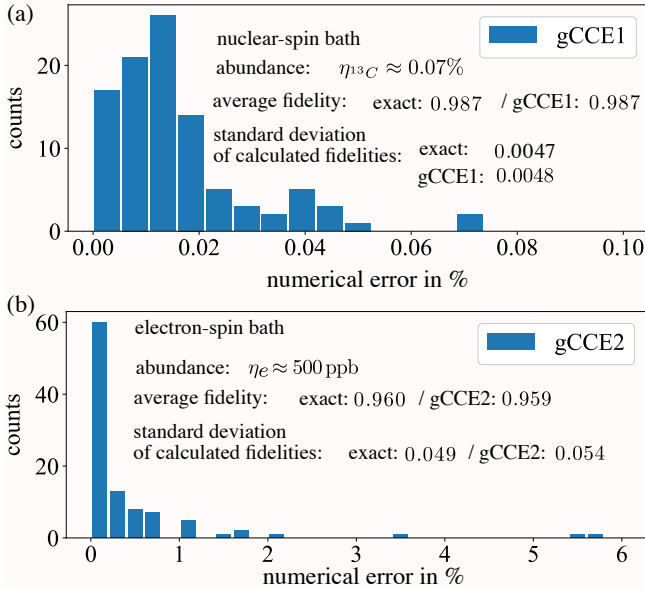 (a)
nuclear-spin bath
gCCE1
abundance: η₁₃C ≈ 0.07%
average fidelity: exact: 0.987 / gCCE1: 0.987
standard deviation
of calculated fidelities: exact: 0.0047
gCCE1: 0.0048
counts
20
10
0
0.00 0.02 0.04 0.06 0.08 0.10
numerical error in %
(b)
electron-spin bath
gCCE2
abundance: ηe ≈ 500 ppb
average fidelity: exact: 0.960 / gCCE2: 0.959
standard deviation
of calculated fidelities: exact: 0.049 / gCCE2: 0.054
counts
60
40
20
0
0 1 2 3 4 5 6
numerical error in %